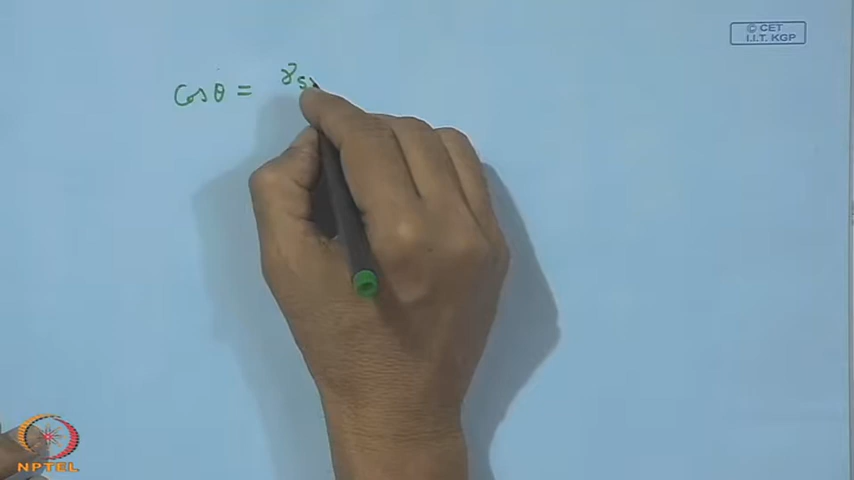 © CET
I.I.T. KGP
Cos θ = γs
NPTEL